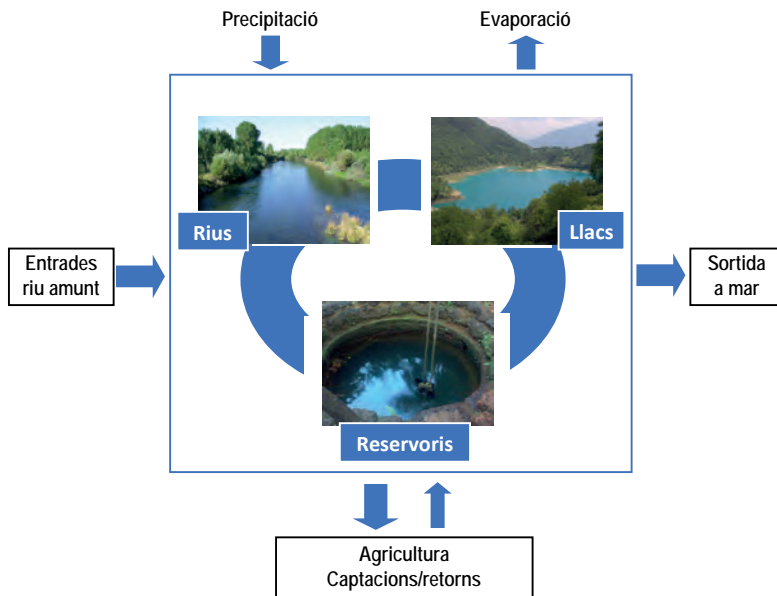 Precipitació
Evaporació
Rius
Llacs
Entrades
riu amunt
Sortida
a mar
Reservoris
Agricultura
Captacions/retorns